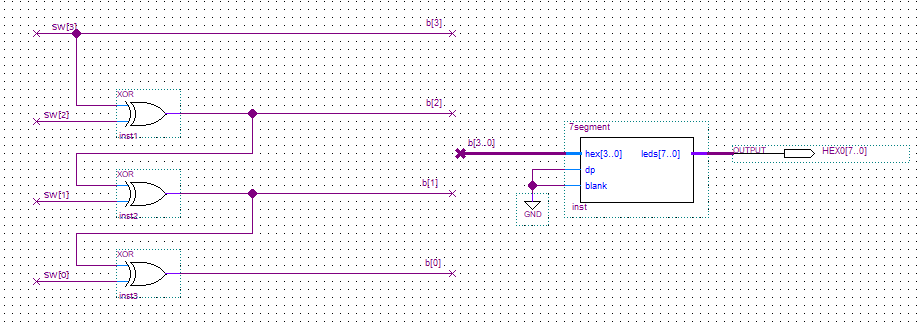 SW[3]
b[3]
XOR
SW[2]
b[2]
inst1
b[3..0]
7segment
hex[3..0]
leds[7..0]
OUTPUT
HEX0[7..0]
dp
blank
GND
inst
XOR
SW[1]
b[1]
inst2
XOR
SW[0]
b[0]
inst3